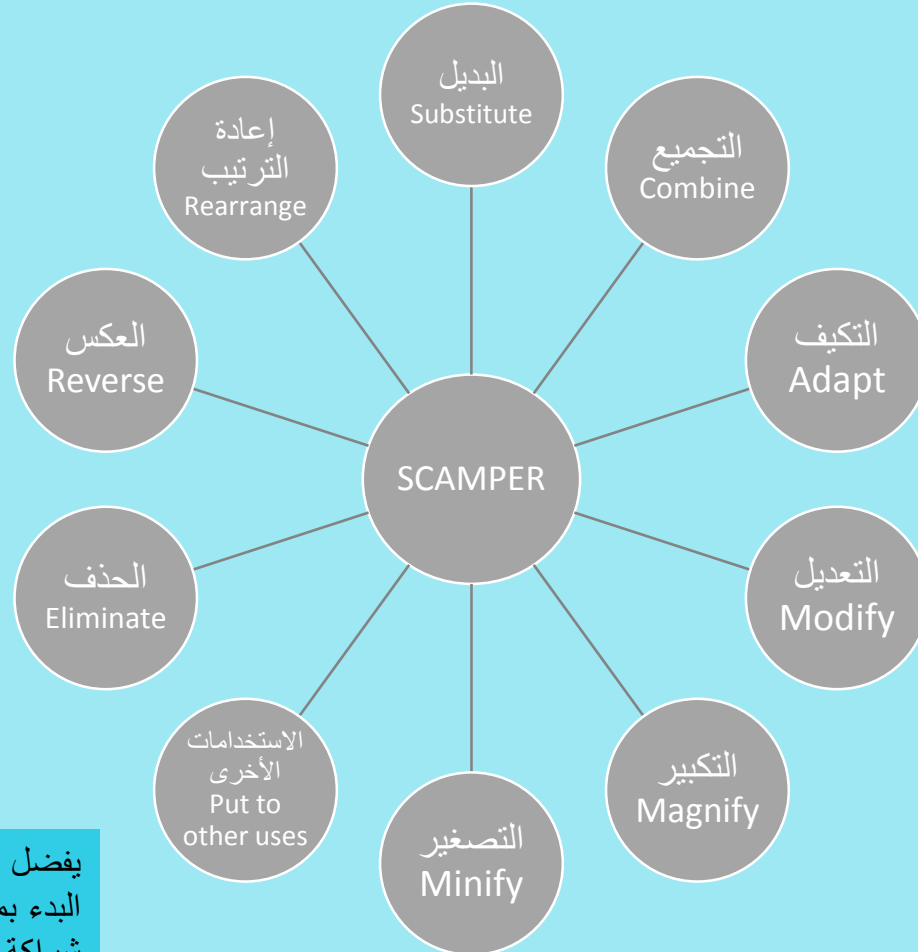 البديل
Substitute
التجميع
Combine
التكيف
Adapt
التعديل
Modify
التكبير
Magnify
التصغير
Minify
الاستخدامات
الأخرى
Put to
other uses
الحذف
Eliminate
العكس
Reverse
إعادة
الترتيب
Rearrange
SCAMPER
يفضل
البدء
شراكة